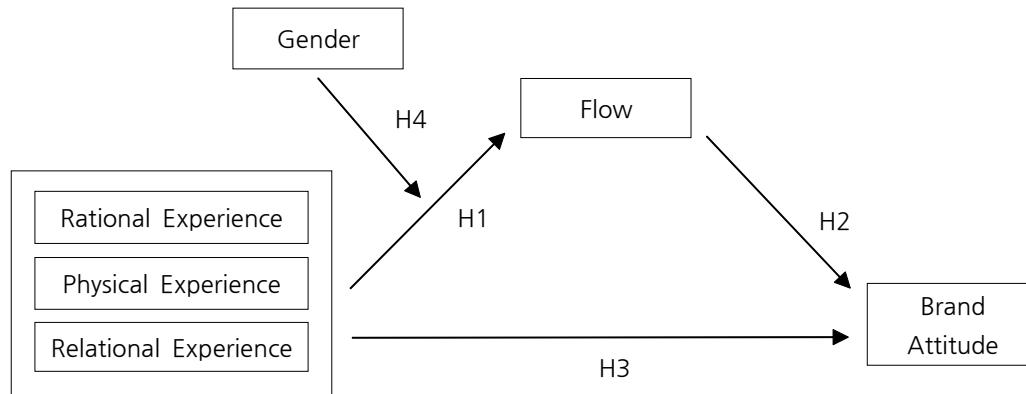 Gender
Flow
H4
H1
Rational Experience
Physical Experience
Relational Experience
H2
Brand
Attitude
H3